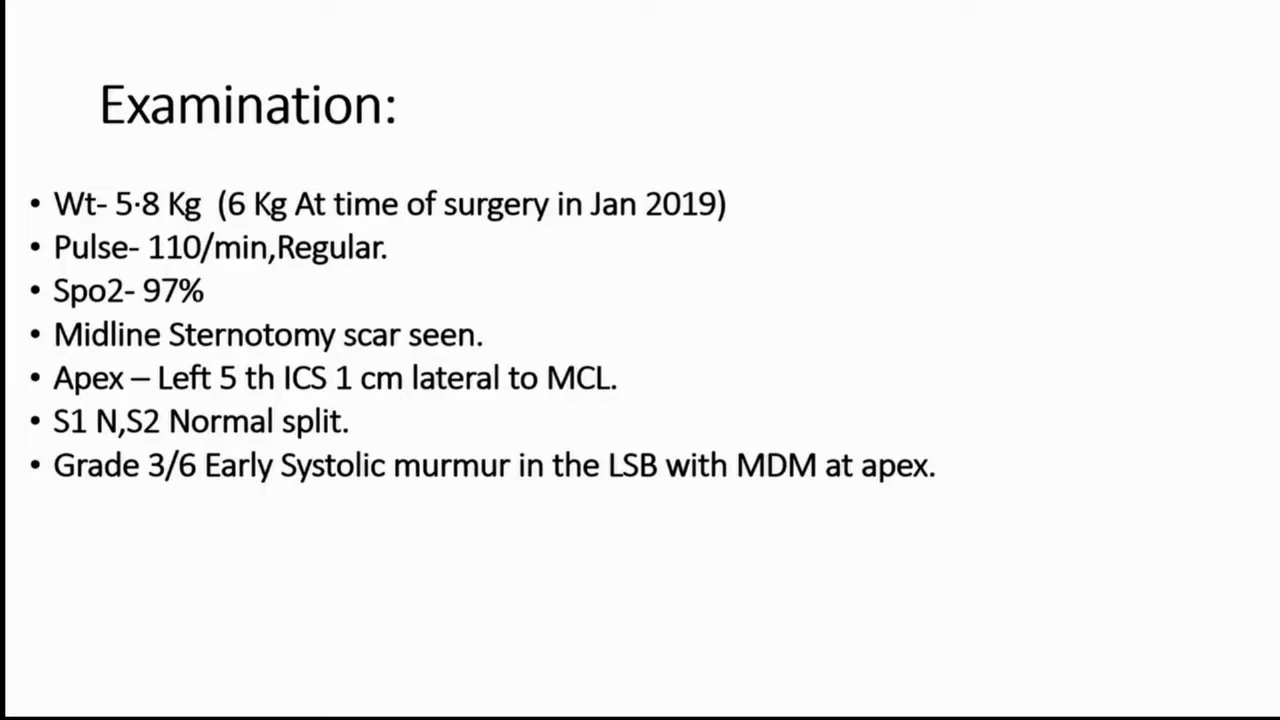 Examination:
• Wt- 5·8 Kg  (6 Kg At time of surgery in Jan 2019)
• Pulse- 110/min,Regular.
• Spo2- 97%
• Midline Sternotomy scar seen.
• Apex – Left 5 th ICS 1 cm lateral to MCL.
• S1 N,S2 Normal split.
• Grade 3/6 Early Systolic murmur in the LSB with MDM at apex.